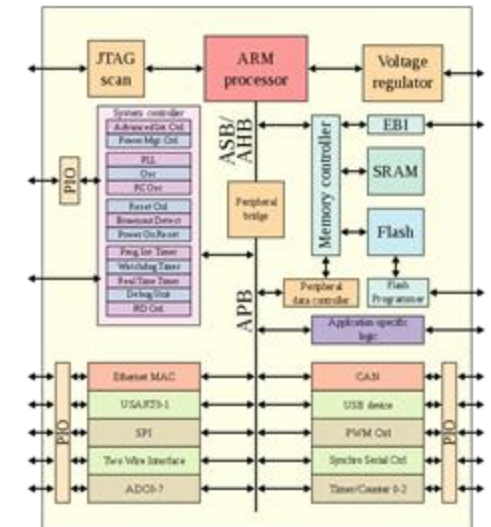 JTAG
scan
ARM
processor
Voltage
regulator
System controller
Advanced Int. Ctrl.
Power Mgt. Ctrl.
PLL
Osc
RC Osc
Reset Ctrl.
Brownout Detect
Power On Reset
Prog. Int. Timer
Watchdog Timer
Real Time Timer
Debug Unit
PID Ctrl.
PIO
ASB/
AHB
Memory controller
EBI
SRAM
Flash
Peripheral
bridge
APB
Peripheral
data controller
Flash
Programmer
Application-specific
logic
PIO
Ethernet MAC
USART0-1
SPI
Two Wire Interface
ADC0-7
CAN
USB device
PWM Ctrl
Synchro Serial Ctrl
Timer/Counter 0-2
PIO